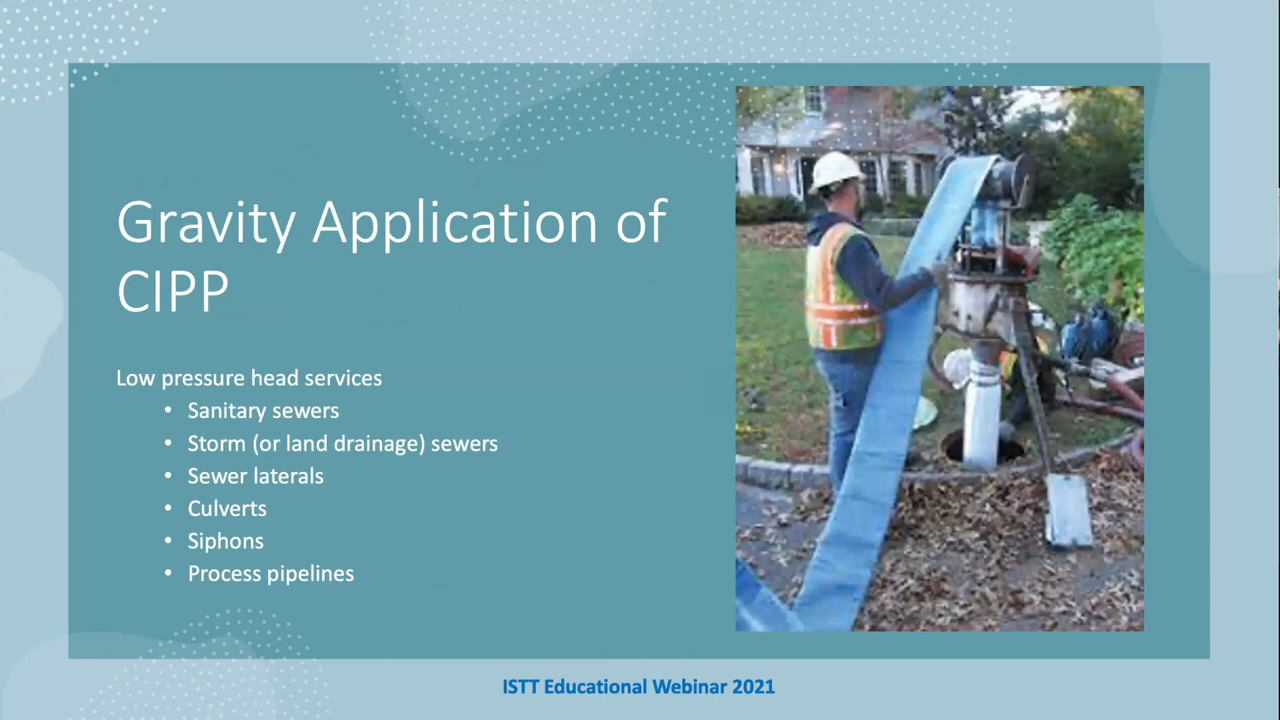 Gravity Application of
CIPP
Low pressure head services
• Sanitary sewers
• Storm (or land drainage) sewers
• Sewer laterals
• Culverts
• Siphons
• Process pipelines
ISTT Educational Webinar 2021